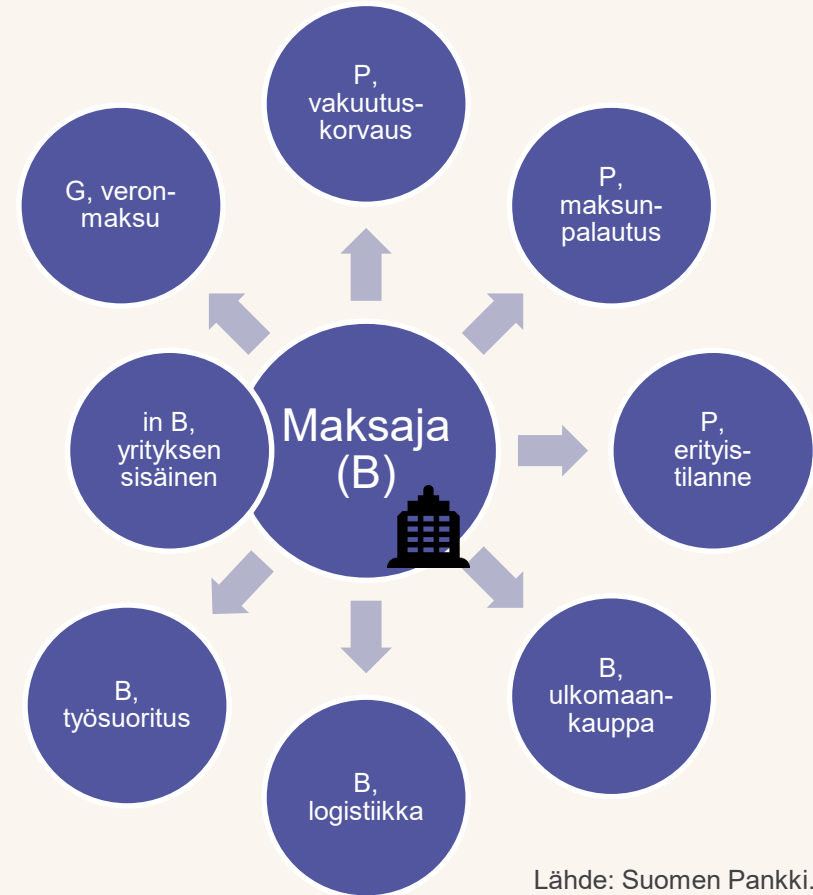 P,
vakuutus-
korvaus
G, veron-
maksu
P,
maksun-
palautus
in B,
yrityksen
sisäinen
Maksaja
(B)
P,
erityis-
tilanne
B,
työsuoritus
B,
ulkomaan-
kauppa
B,
logistiikka
Lähde: Suomen Pankki.